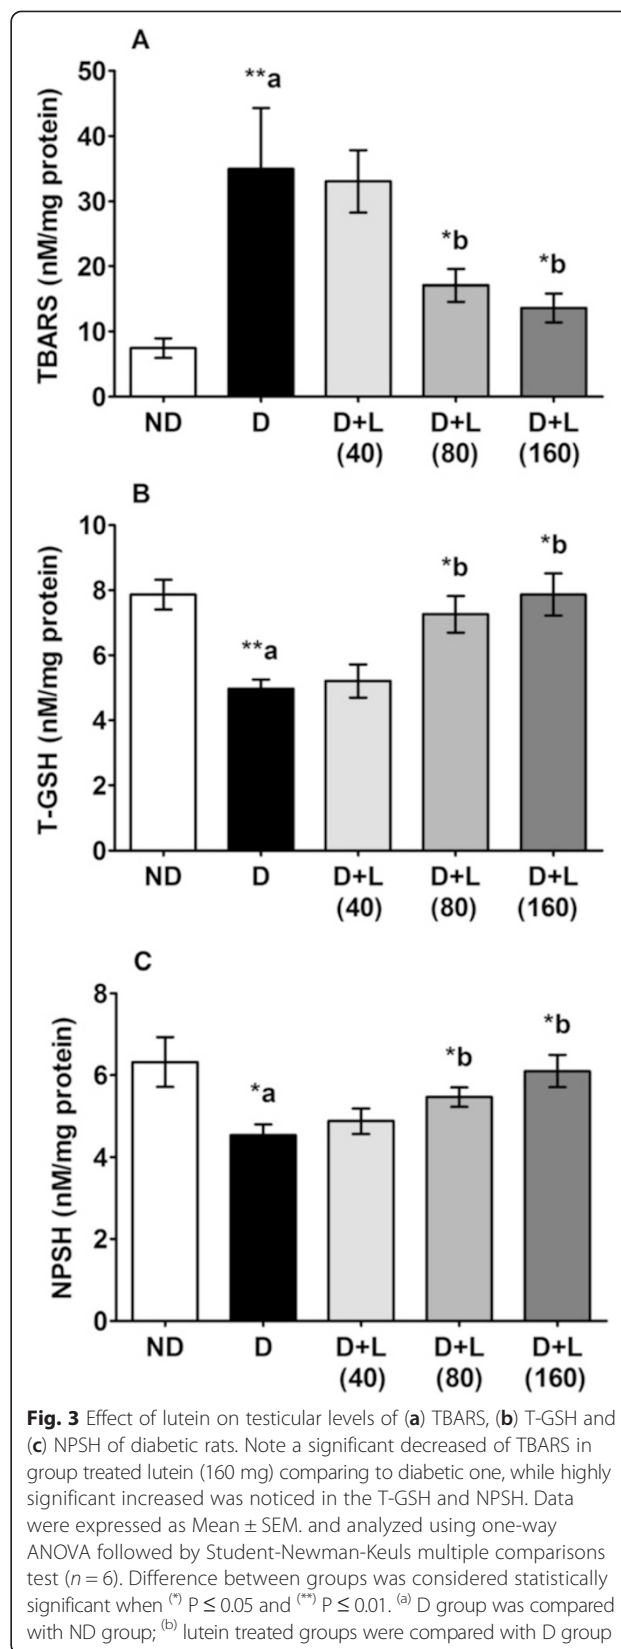 A
TBARS (nM/mg protein)
50
40
30
20
10
0
**a
*b
*b
ND D D+L D+L D+L
(40) (80) (160)
B
T-GSH (nM/mg protein)
10
8
6
4
2
0
**a
*b
*b
ND D D+L D+L D+L
(40) (80) (160)
C
NPSH (nM/mg protein)
8
6
4
2
0
*a
*b
*b
ND D D+L D+L D+L
(40) (80) (160)
Fig. 3 Effect of lutein on testicular levels of (a) TBARS, (b) T-GSH and
(c) NPSH of diabetic rats. Note a significant decreased of TBARS in
group treated lutein (160 mg) comparing to diabetic one, while highly
significant increased was noticed in the T-GSH and NPSH. Data
were expressed as Mean ± SEM. and analyzed using one-way
ANOVA followed by Student-Newman-Keuls multiple comparisons
test (n = 6). Difference between groups was considered statistically
significant when (*) P ≤ 0.05 and (**) P ≤ 0.01. (a) D group was compared
with ND group; (b) lutein treated groups were compared with D group